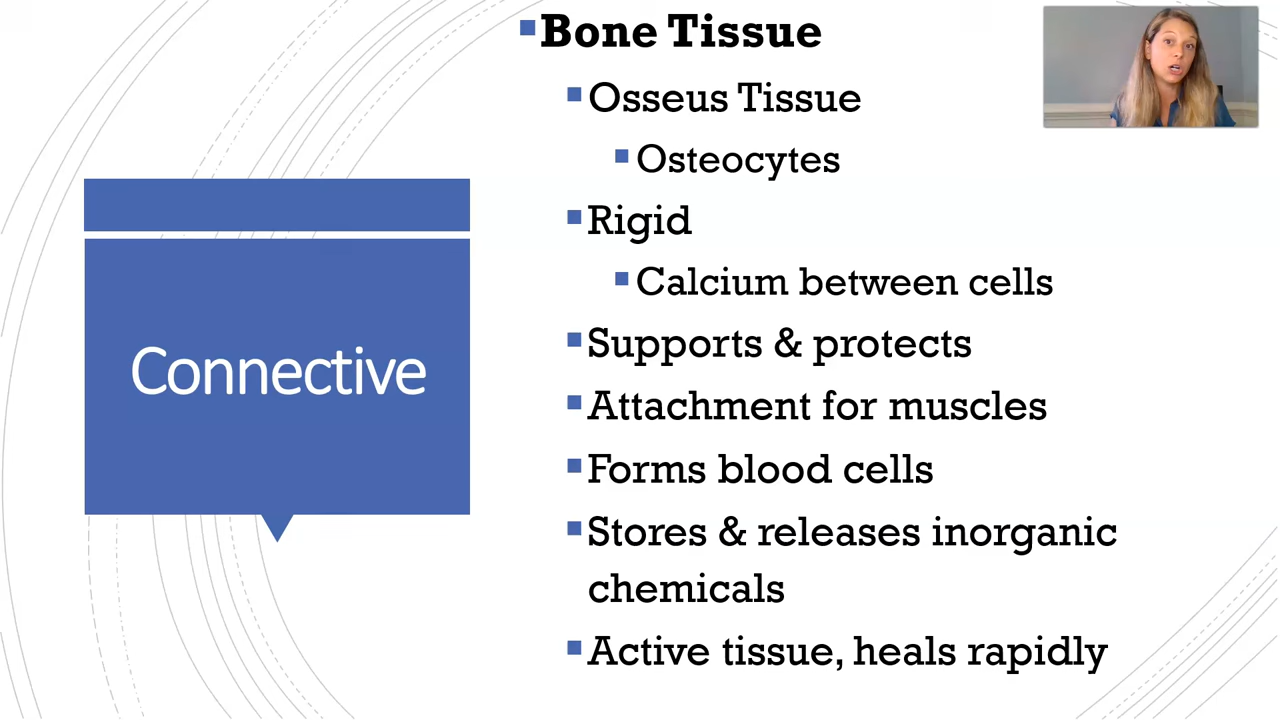 Bone Tissue
Osseus Tissue
Osteocytes
Rigid
Calcium between cells
Connective
Supports & protects
Attachment for muscles
Forms blood cells
Stores & releases inorganic
chemicals
Active tissue, heals rapidly